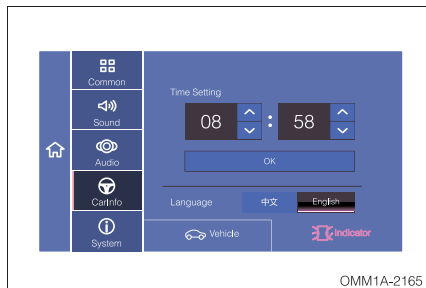 Common
Sound
Audio
CarInfo
System
Time Setting
08 : 58
OK
Language 中文 English
Vehicle Indicator
OMM1A-2165